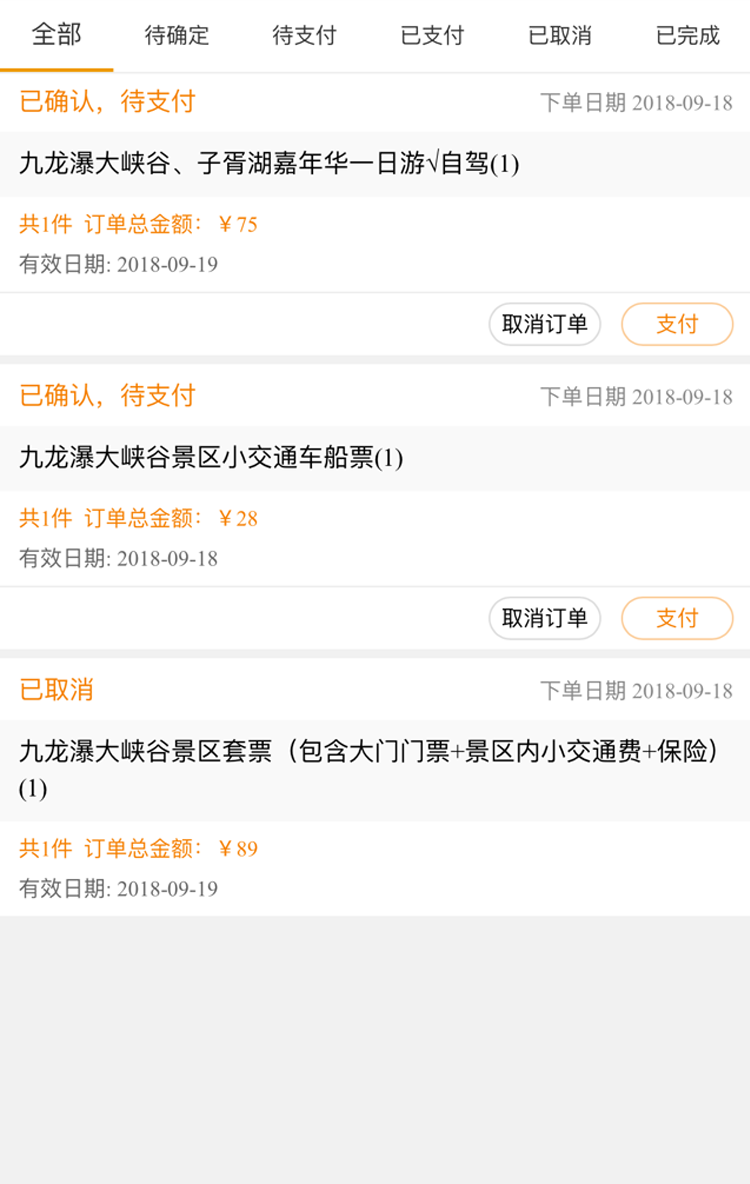 全部 待确定 待支付 已支付 已取消 已完成
已确认，待支付 下单日期 2018-09-18
九龙瀑大峡谷、子胥湖嘉年华一日游√自驾(1)
共1件 订单总金额：￥75
有效日期: 2018-09-19
取消订单 支付
已确认，待支付 下单日期 2018-09-18
九龙瀑大峡谷景区小交通车船票(1)
共1件 订单总金额：￥28
有效日期: 2018-09-18
取消订单 支付
已取消 下单日期 2018-09-18
九龙瀑大峡谷景区套票（包含大门门票+景区内小交通费+保险）
(1)
共1件 订单总金额：￥89
有效日期: 2018-09-19